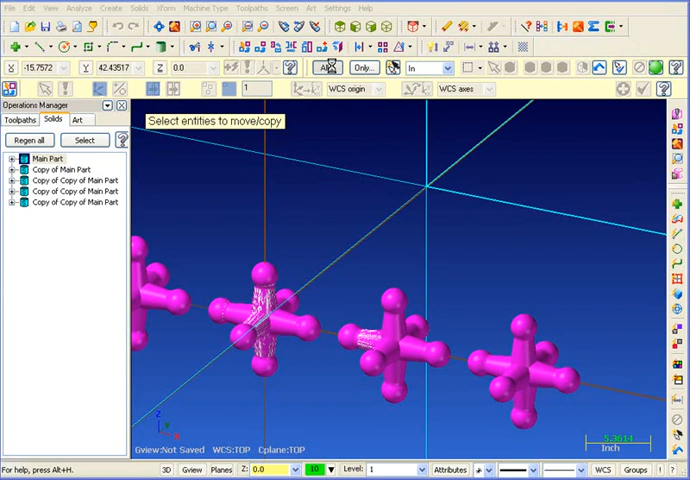 File Edit View Analyze Create Solids Xform Machine Type Toolpaths Screen Art Settings Help
X -15.7572 Y 42.43517 Z 0.0 Only... In
1 WCS origin WCS axes
Operations Manager
Select entities to move/copy
Toolpaths Solids Art
Regen all Select
Main Part
Copy of Main Part
Copy of Copy of Main Part
Copy of Copy of Main Part
Copy of Copy of Main Part
Z
X
Gview:Not Saved WCS:TOP Cplane:TOP
5.3614
Inch
For help, press Alt+H. 3D Gview Planes Z: 0.0 10 Level: 1 Attributes WCS Groups ! ?